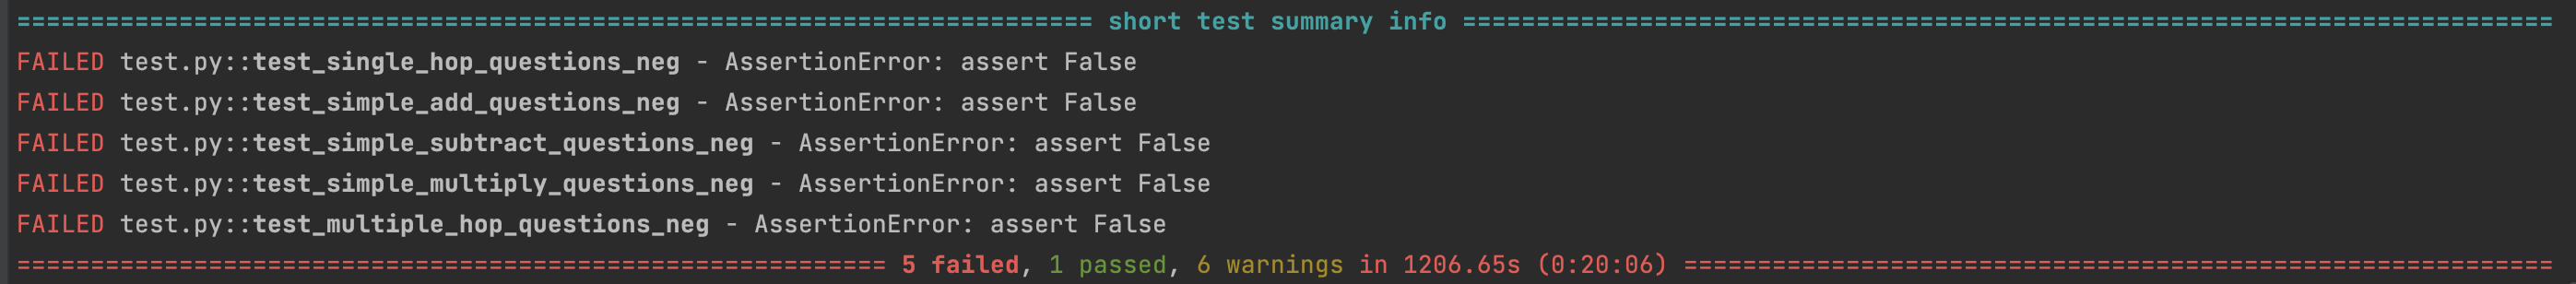 ========================================================================= short test summary info ==========================================================================
FAILED test.py::test_single_hop_questions_neg - AssertionError: assert False
FAILED test.py::test_simple_add_questions_neg - AssertionError: assert False
FAILED test.py::test_simple_subtract_questions_neg - AssertionError: assert False
FAILED test.py::test_simple_multiply_questions_neg - AssertionError: assert False
FAILED test.py::test_multiple_hop_questions_neg - AssertionError: assert False
=========================================================== 5 failed, 1 passed, 6 warnings in 1206.65s (0:20:06) ===========================================================